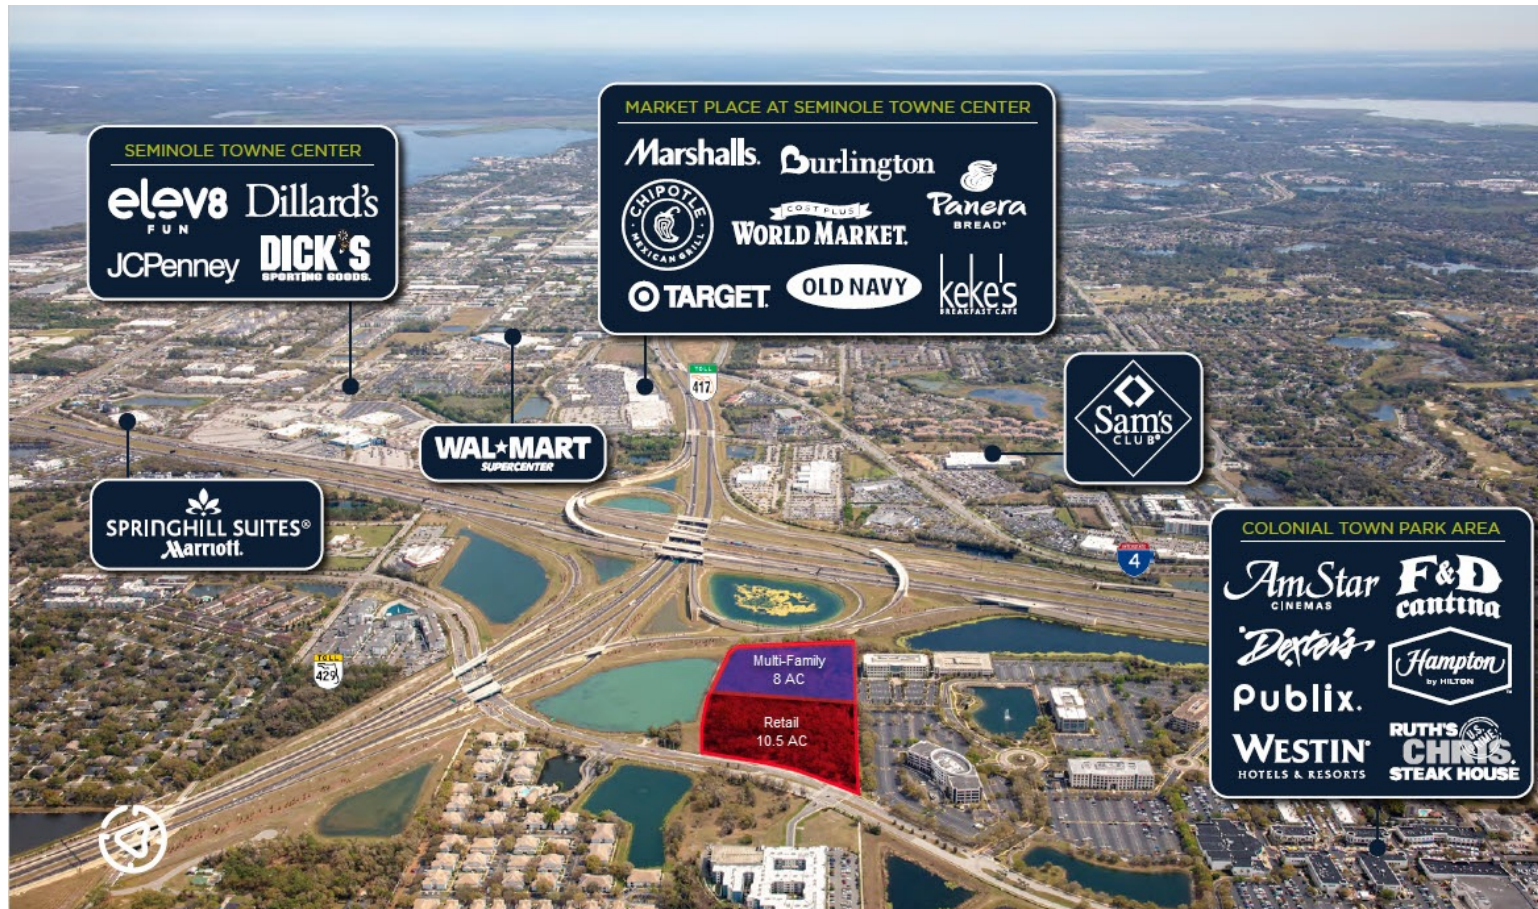 SEMINOLE TOWNE CENTER
elev8
FUN
Dillard's
JCPenney
DICK'S
SPORTING GOODS.
MARKET PLACE AT SEMINOLE TOWNE CENTER
Marshalls.
Burlington
CHIPOTLE
MEXICAN GRILL
COST PLUS
WORLD MARKET.
Panera
BREAD®
TARGET.
OLD NAVY
keke's
BREAKFAST CAFE
TOLL
417
WAL★MART
SUPERCENTER
Sam's
CLUB®
SPRINGHILL SUITES®
Marriott.
INTERSTATE
4
TOLL
429
Multi-Family
8 AC
Retail
10.5 AC
COLONIAL TOWN PARK AREA
AmStar
CINEMAS
F&D
cantina
Dexter's
Hampton
by HILTON
™
Publix.
WESTIN®
HOTELS & RESORTS
RUTH'S
U.S. PRIME
CHRIS.
STEAK HOUSE